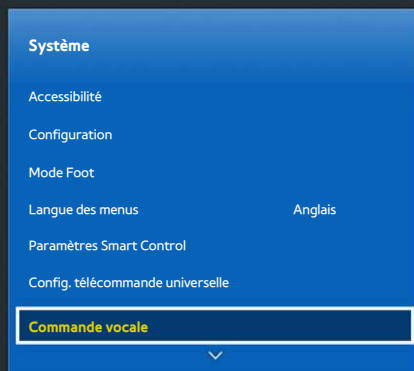 Système
Accessibilité
Configuration
Mode Foot
Langue des menus Anglais
Paramètres Smart Control
Config. télécommande universelle
Commande vocale